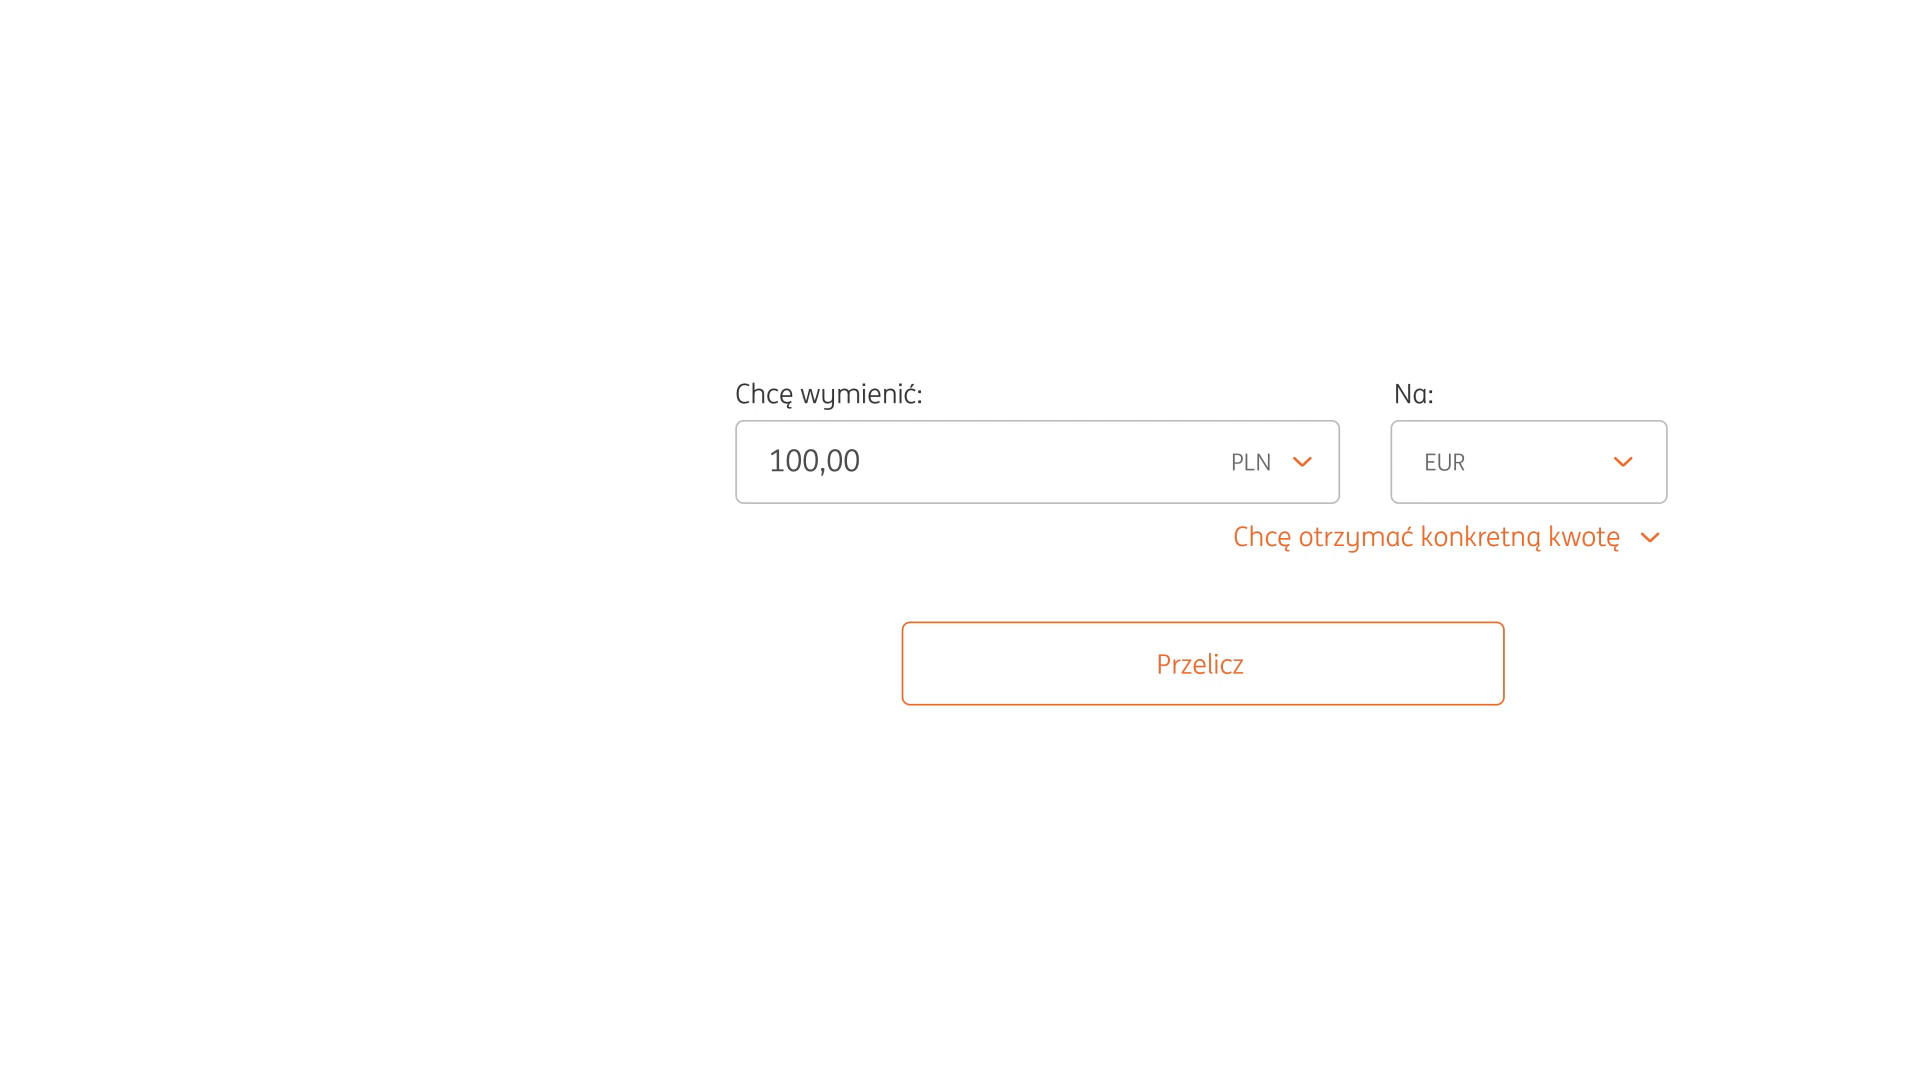 Chcę wymienić: Na:
100,00 PLN EUR
Chcę otrzymać konkretną kwotę
Przelicz